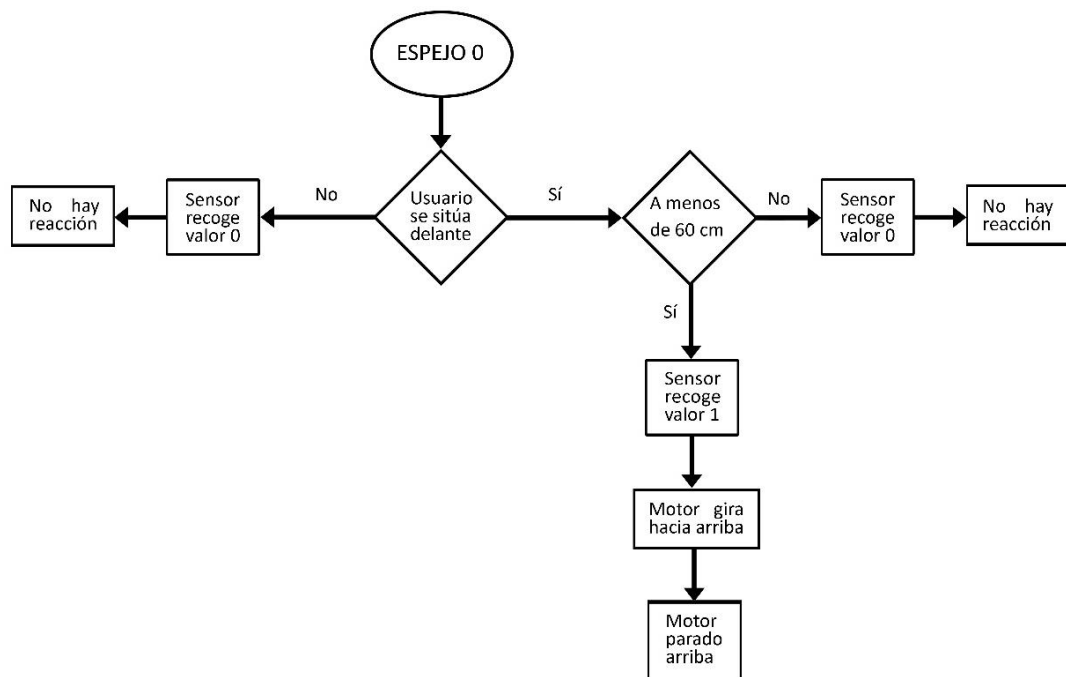 ESPEJO 0
No hay
reacción
Sensor
recoge
valor 0
No
Usuario
se sitúa
delante
Sí
A menos
de 60 cm
No
Sensor
recoge
valor 0
No hay
reacción
Sí
Sensor
recoge
valor 1
Motor gira
hacia arriba
Motor
parado
arriba